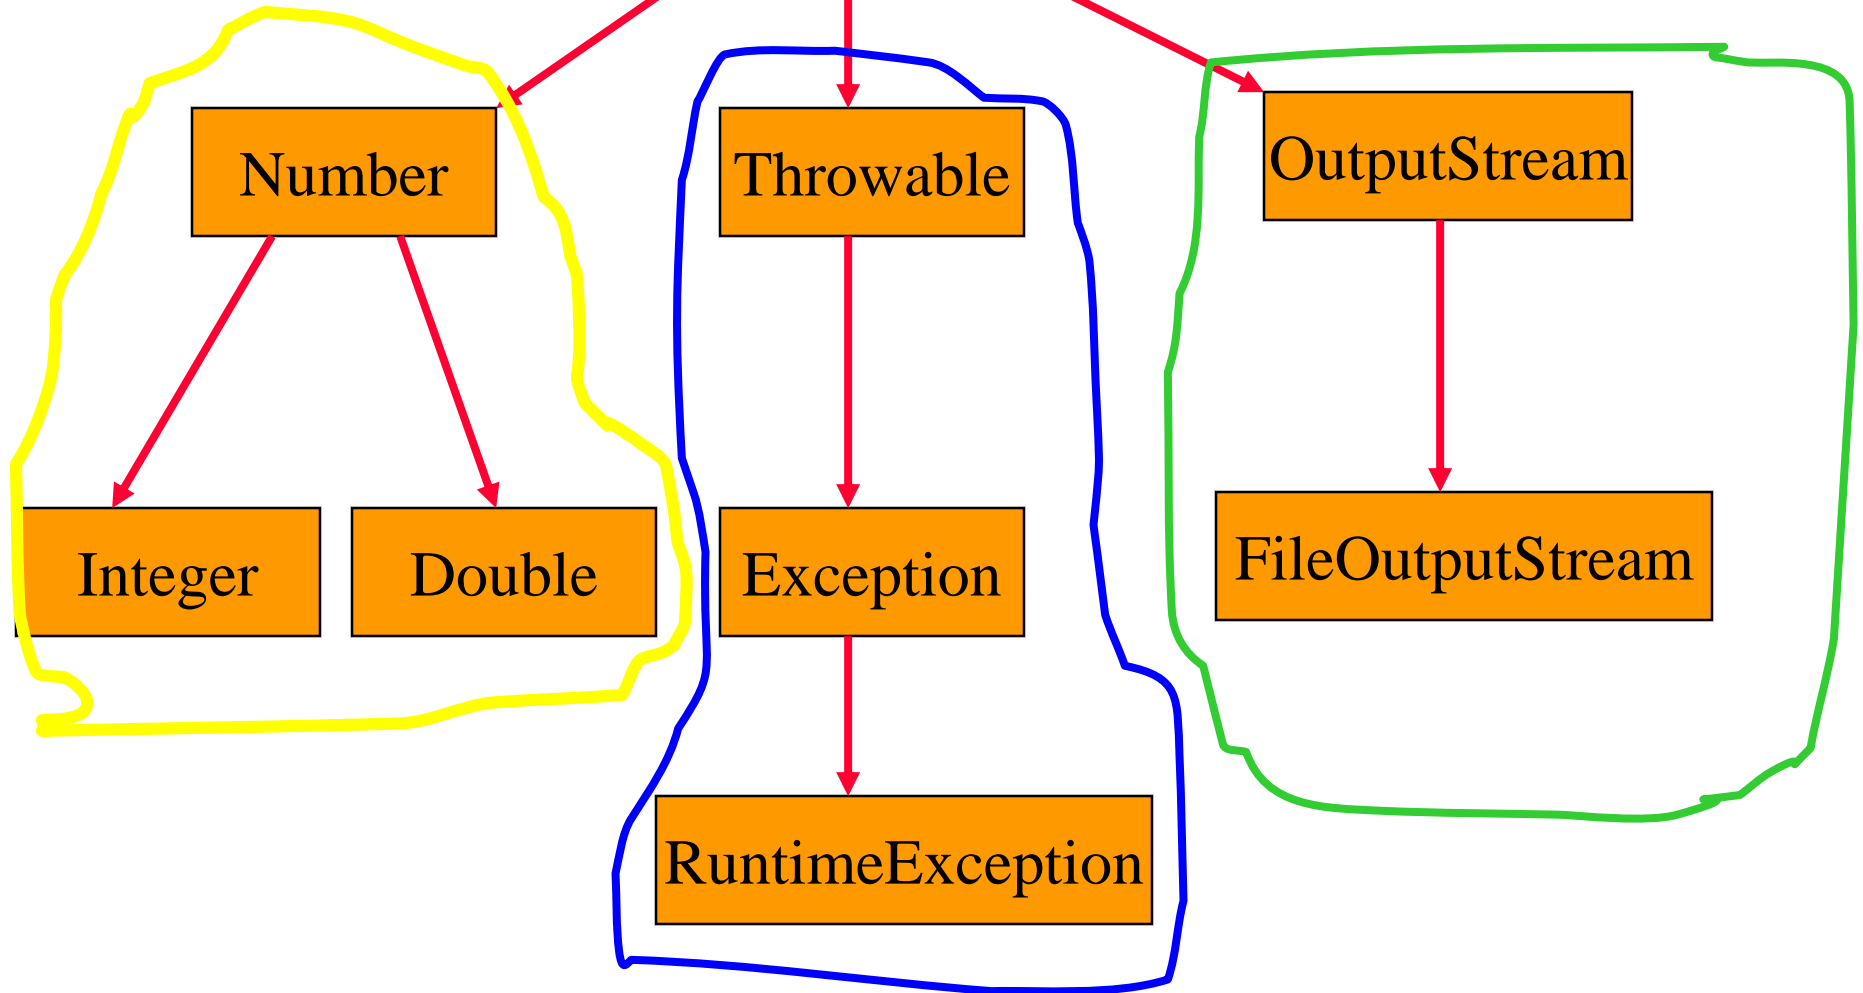 Number
Throwable
OutputStream
Integer
Double
Exception
FileOutputStream
RuntimeException